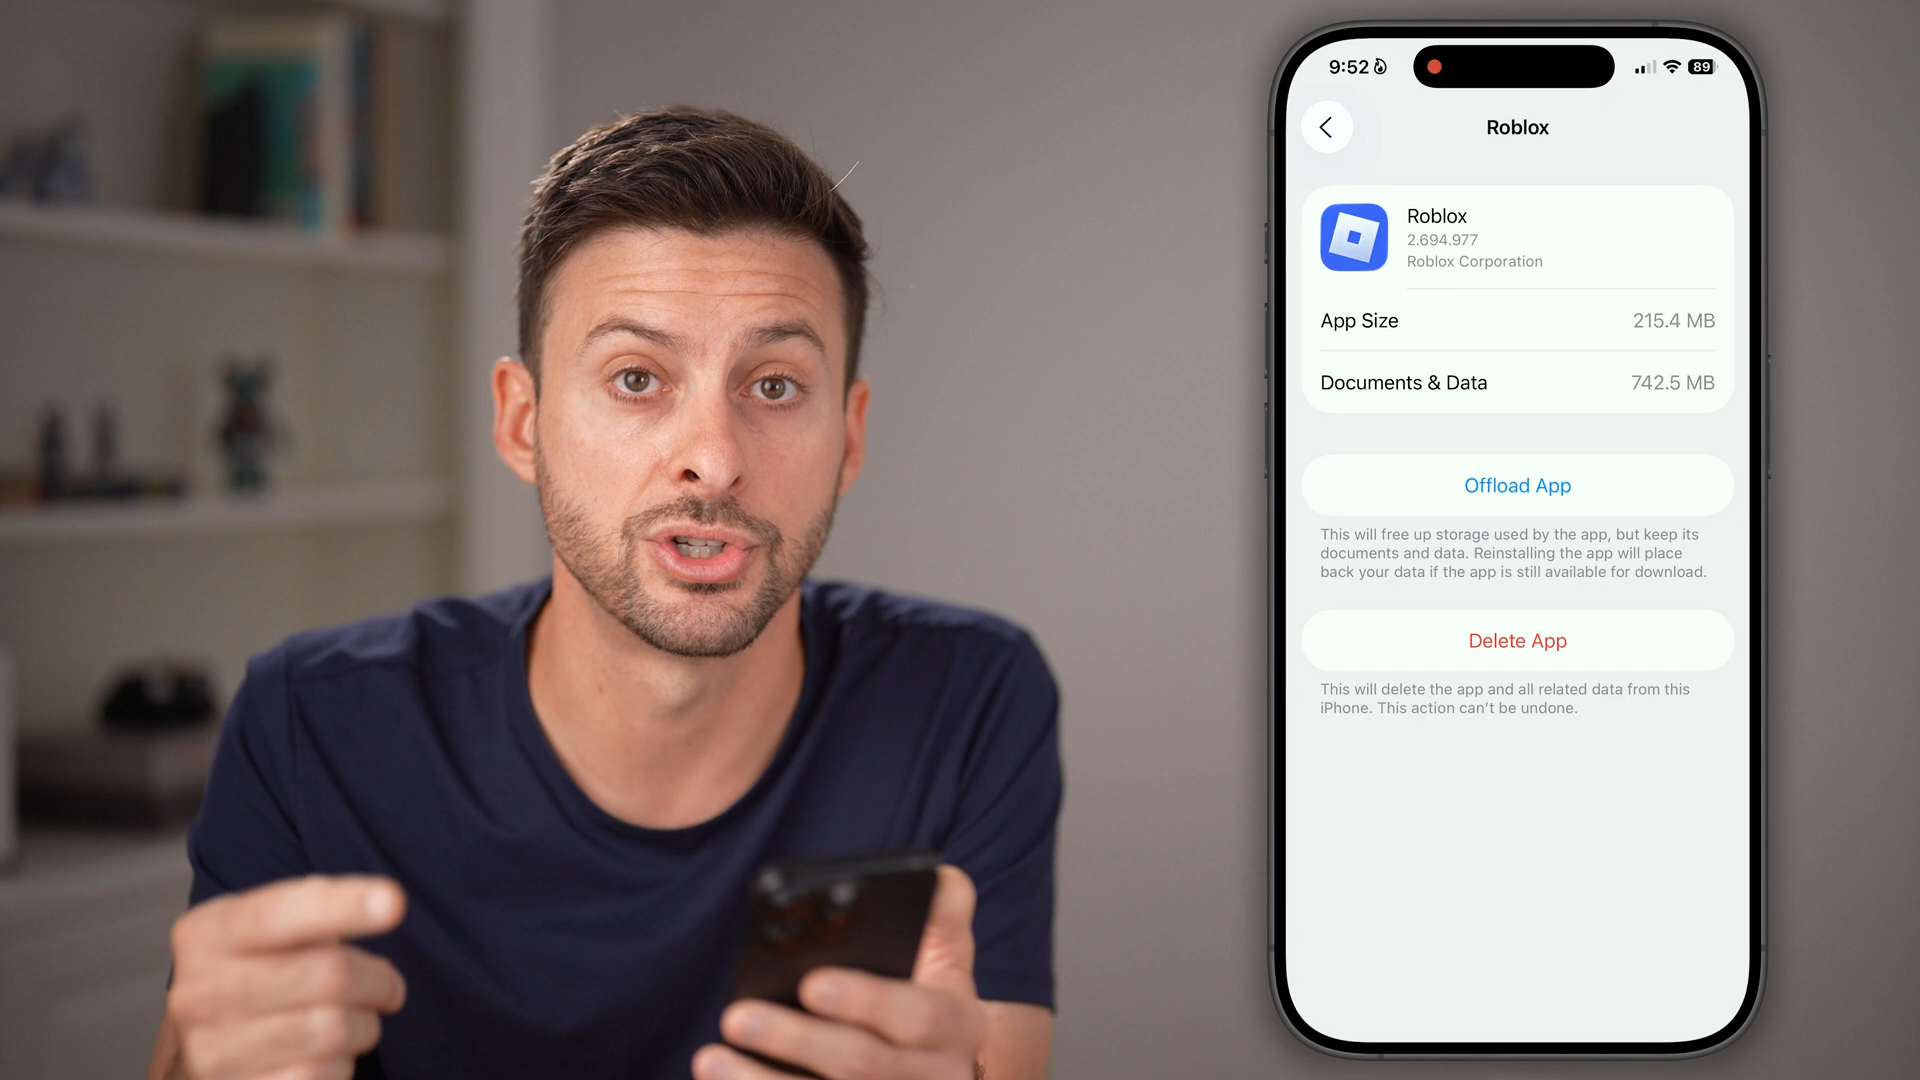 9:52
89
Roblox
Roblox
2.694.977
Roblox Corporation
App Size
215.4 MB
Documents & Data
742.5 MB
Offload App
This will free up storage used by the app, but keep its
documents and data. Reinstalling the app will place
back your data if the app is still available for download.
Delete App
This will delete the app and all related data from this
iPhone. This action can’t be undone.